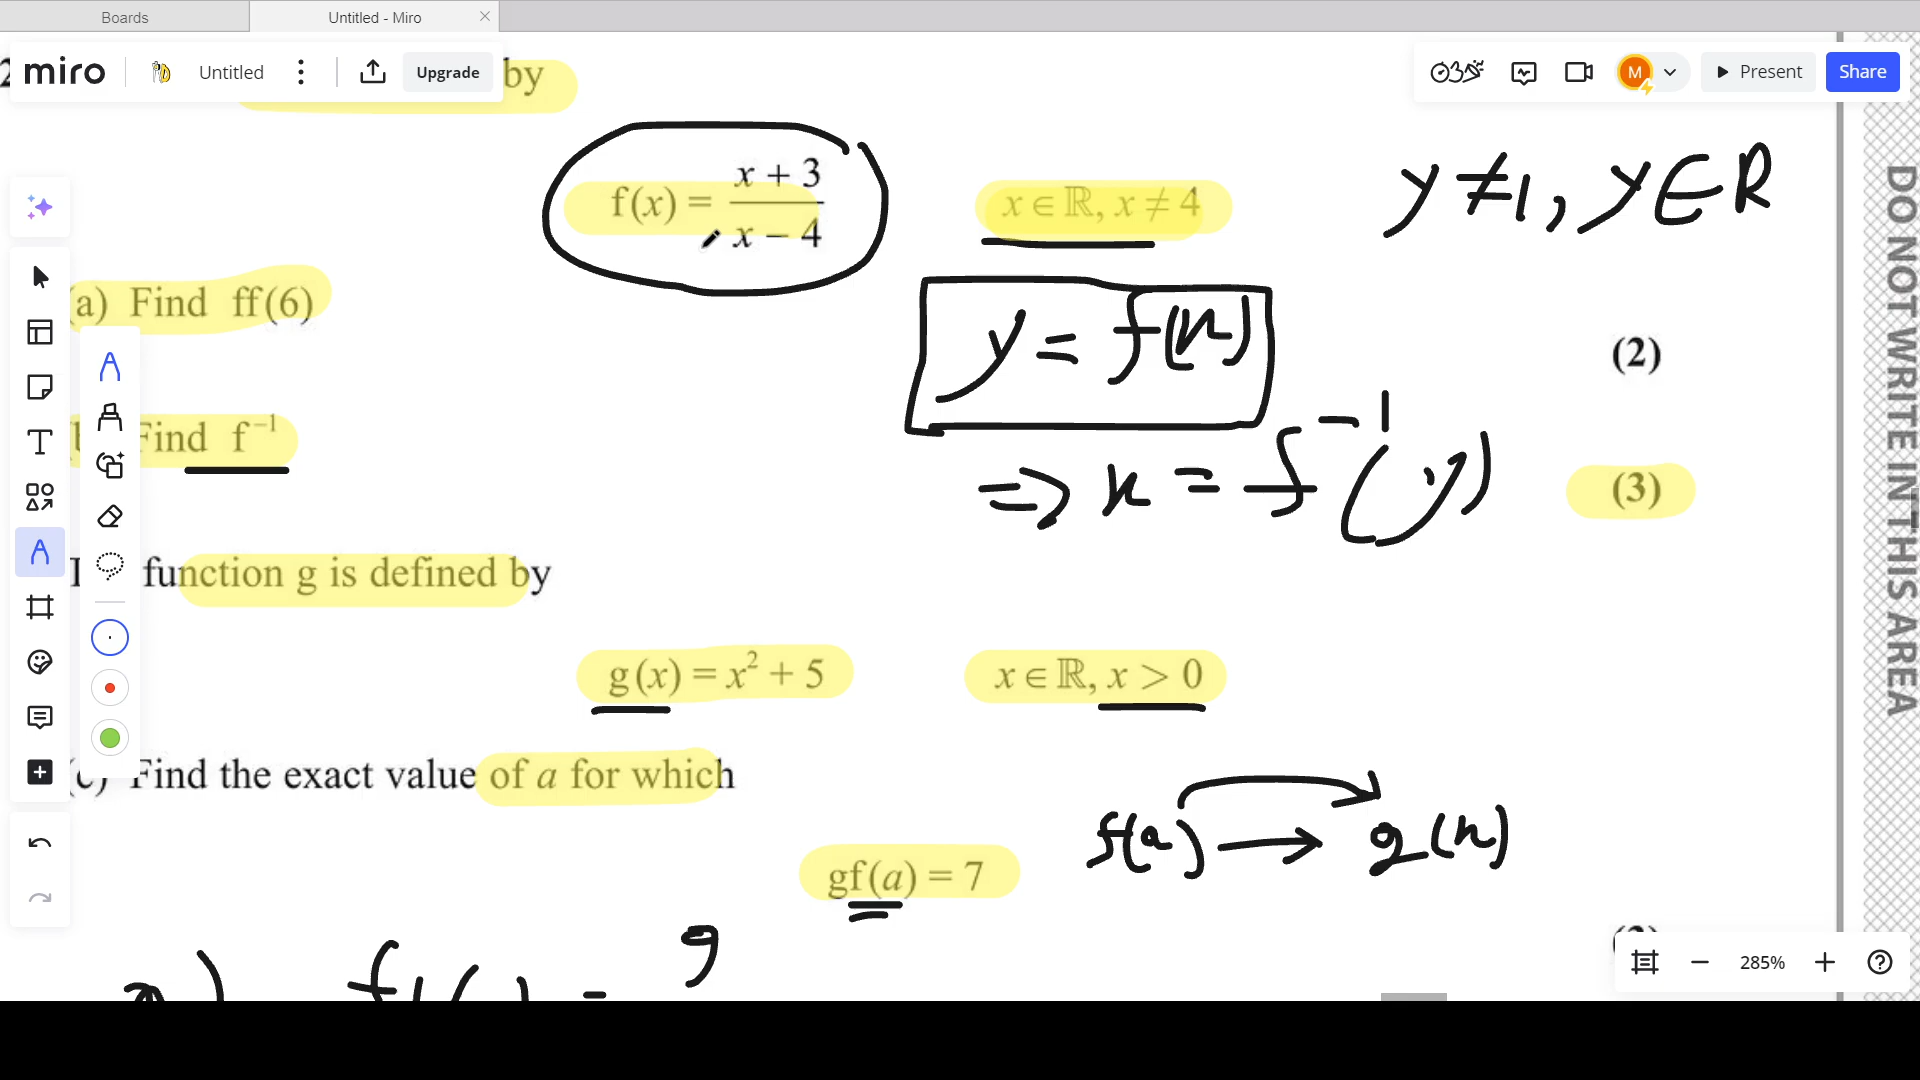 Boards
Untitled - Miro
miro
Untitled
Upgrade
by
M
Present
Share
f(x) = \frac{x + 3}{x − 4}
x ∈ ℝ, x ≠ 4
y ≠ 1, y ∈ R
(a) Find ff(6)
y = f(x)
(2)
Find f⁻¹
⇒ x = f⁻¹(y)
(3)
function g is defined by
g(x) = x² + 5
x ∈ ℝ, x > 0
(c) Find the exact value of a for which
f(a) → g(x)
gf(a) = 7
285%
DO NOT WRITE IN THIS AREA